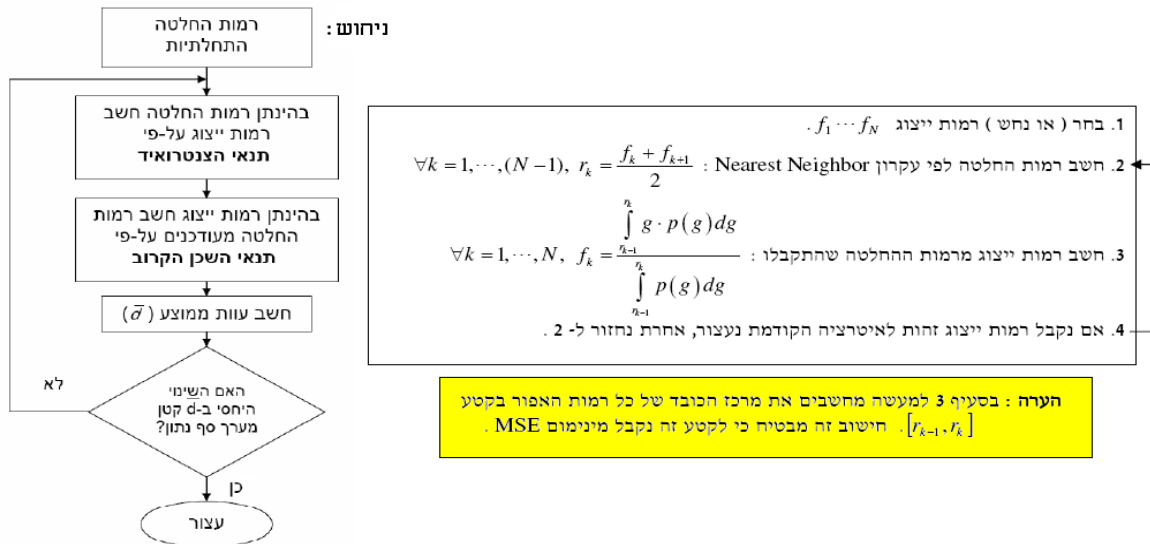 ניחוש :
רמות החלטה
התחלתיות
בהינתן רמות החלטה חשב
רמות ייצוג על-פי
תנאי הצנטרואיד
בהינתן רמות ייצוג חשב רמות
החלטה מעודכנים על-פי
תנאי השכן הקרוב
חשב עוות ממוצע ( d̅ )
האם השינוי
היחסי ב-d̅ קטן
מערך סף נתון?
לא
כן
עצור
1. בחר ( או נחש ) רמות ייצוג f_1 ⋯ f_N .
2. חשב רמות החלטה לפי עקרון Nearest Neighbor : ∀k = 1,⋯,(N−1), r_k = (f_k + f_{k+1}) / 2
3. חשב רמות ייצוג מרמות ההחלטה שהתקבלו : ∀k = 1,⋯,N, f_k = ∫_{r_{k-1}}^{r_k} g · p(g)dg / ∫_{r_{k-1}}^{r_k} p(g)dg
4. אם נקבל רמות ייצוג זהות לאיטרציה הקודמת נעצור, אחרת נחזור ל- 2 .
הערה : בסעיף 3 למעשה מחשבים את מרכז הכובד של כל רמות האפור בקטע
[r_{k-1}, r_k] . חישוב זה מבטיח כי לקטע זה נקבל מינימום MSE .